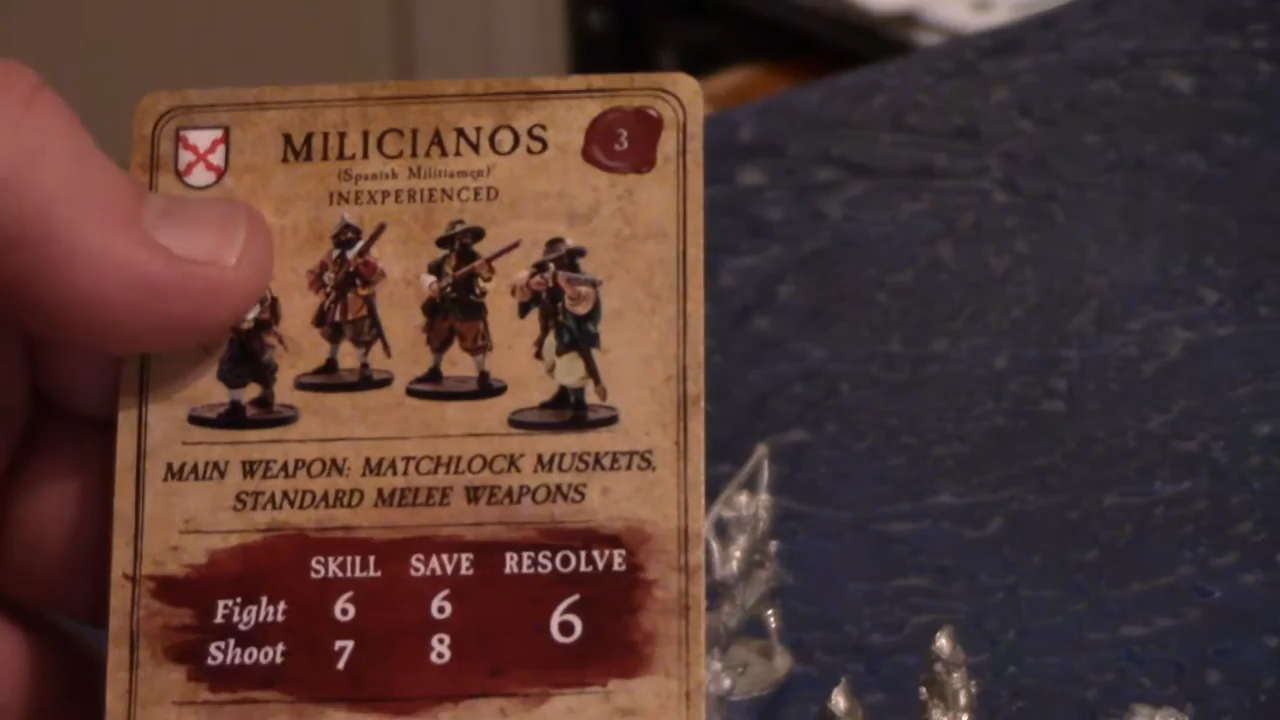 MILICIANOS
3
(Spanish Militiamen)
INEXPERIENCED
MAIN WEAPON: MATCHLOCK MUSKETS,
STANDARD MELEE WEAPONS
SKILL SAVE RESOLVE
Fight 6 6 6
Shoot 7 8